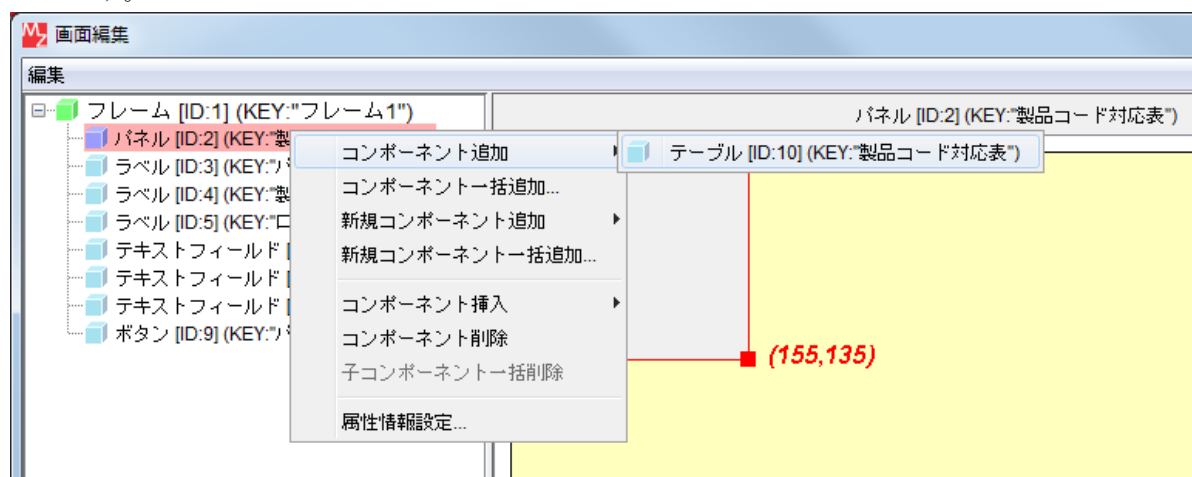 画面編集
編集
フレーム [ID:1] (KEY:"フレーム1")
パネル [ID:2] (KEY:"製
ラベル [ID:3] (KEY:"パ
ラベル [ID:4] (KEY:"製
ラベル [ID:5] (KEY:"ロ
テキストフィールド [
テキストフィールド [
テキストフィールド [
ボタン [ID:9] (KEY:"パ
コンポーネント追加
コンポーネント一括追加...
新規コンポーネント追加
新規コンポーネント一括追加...
コンポーネント挿入
コンポーネント削除
子コンポーネント一括削除
属性情報設定...
テーブル [ID:10] (KEY:"製品コード対応表")
パネル [ID:2] (KEY:"製品コード対応表")
(155,135)